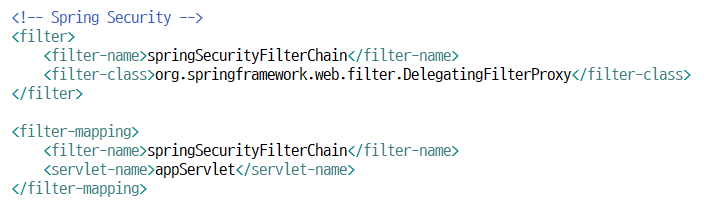 <!-- Spring Security -->
<filter>
    <filter-name>springSecurityFilterChain</filter-name>
    <filter-class>org.springframework.web.filter.DelegatingFilterProxy</filter-class>
</filter>

<filter-mapping>
    <filter-name>springSecurityFilterChain</filter-name>
    <servlet-name>appServlet</servlet-name>
</filter-mapping>